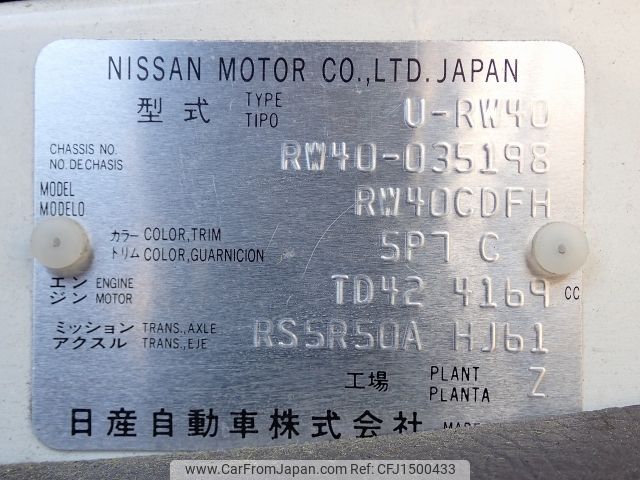 NISSAN MOTOR CO.,LTD. JAPAN
型式 TYPE TIPO U-RW40
CHASSIS NO. NO. DE CHASIS RW40-035198
MODEL MODELO RW40CDFH
カラー COLOR,TRIM
トリム COLOR,GUARNICION 5P7 C
エンジン ENGINE MOTOR TD42 4169 CC
ミッション TRANS.,AXLE
アクスル TRANS.,EJE RS5R50A HJ61
工場 PLANT PLANTA Z
日産自動車株式会社
www.CarFromJapan.com - CFJ1500433